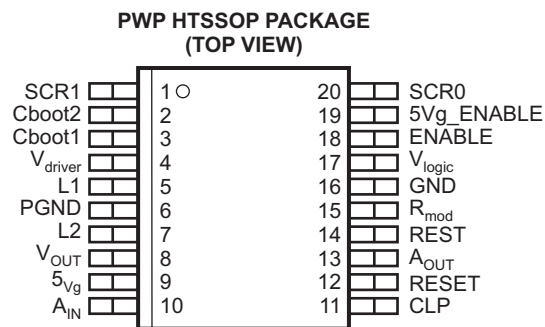 PWP HTSSOP PACKAGE
(TOP VIEW)
SCR1 1 20 SCR0
Cboot2 2 19 5Vg_ENABLE
Cboot1 3 18 ENABLE
Vdriver 4 17 Vlogic
L1 5 16 GND
PGND 6 15 Rmod
L2 7 14 REST
VOUT 8 13 AOUT
5Vg 9 12 RESET
AIN 10 11 CLP